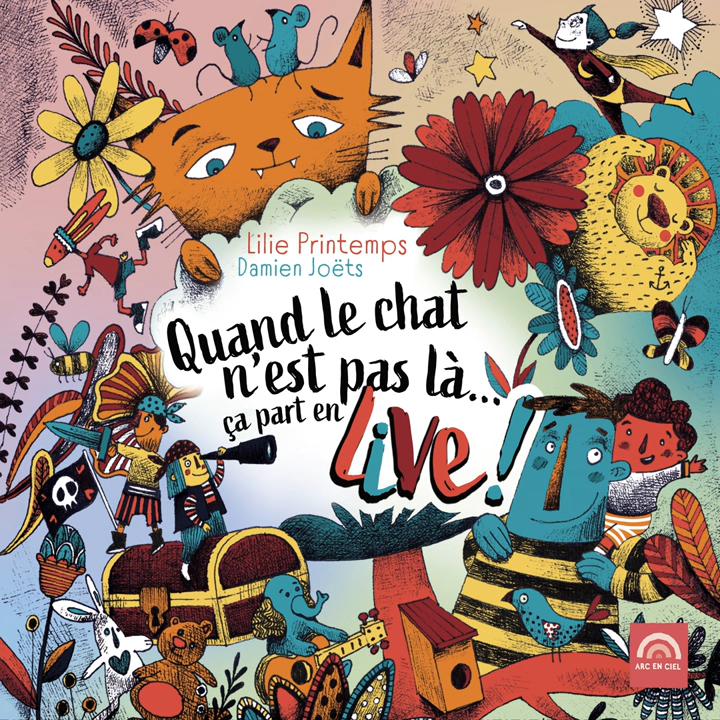 Lilie Printemps
Damien Joëts
Quand le chat
n'est pas là...
ça part en
Live!
ARC EN CIEL